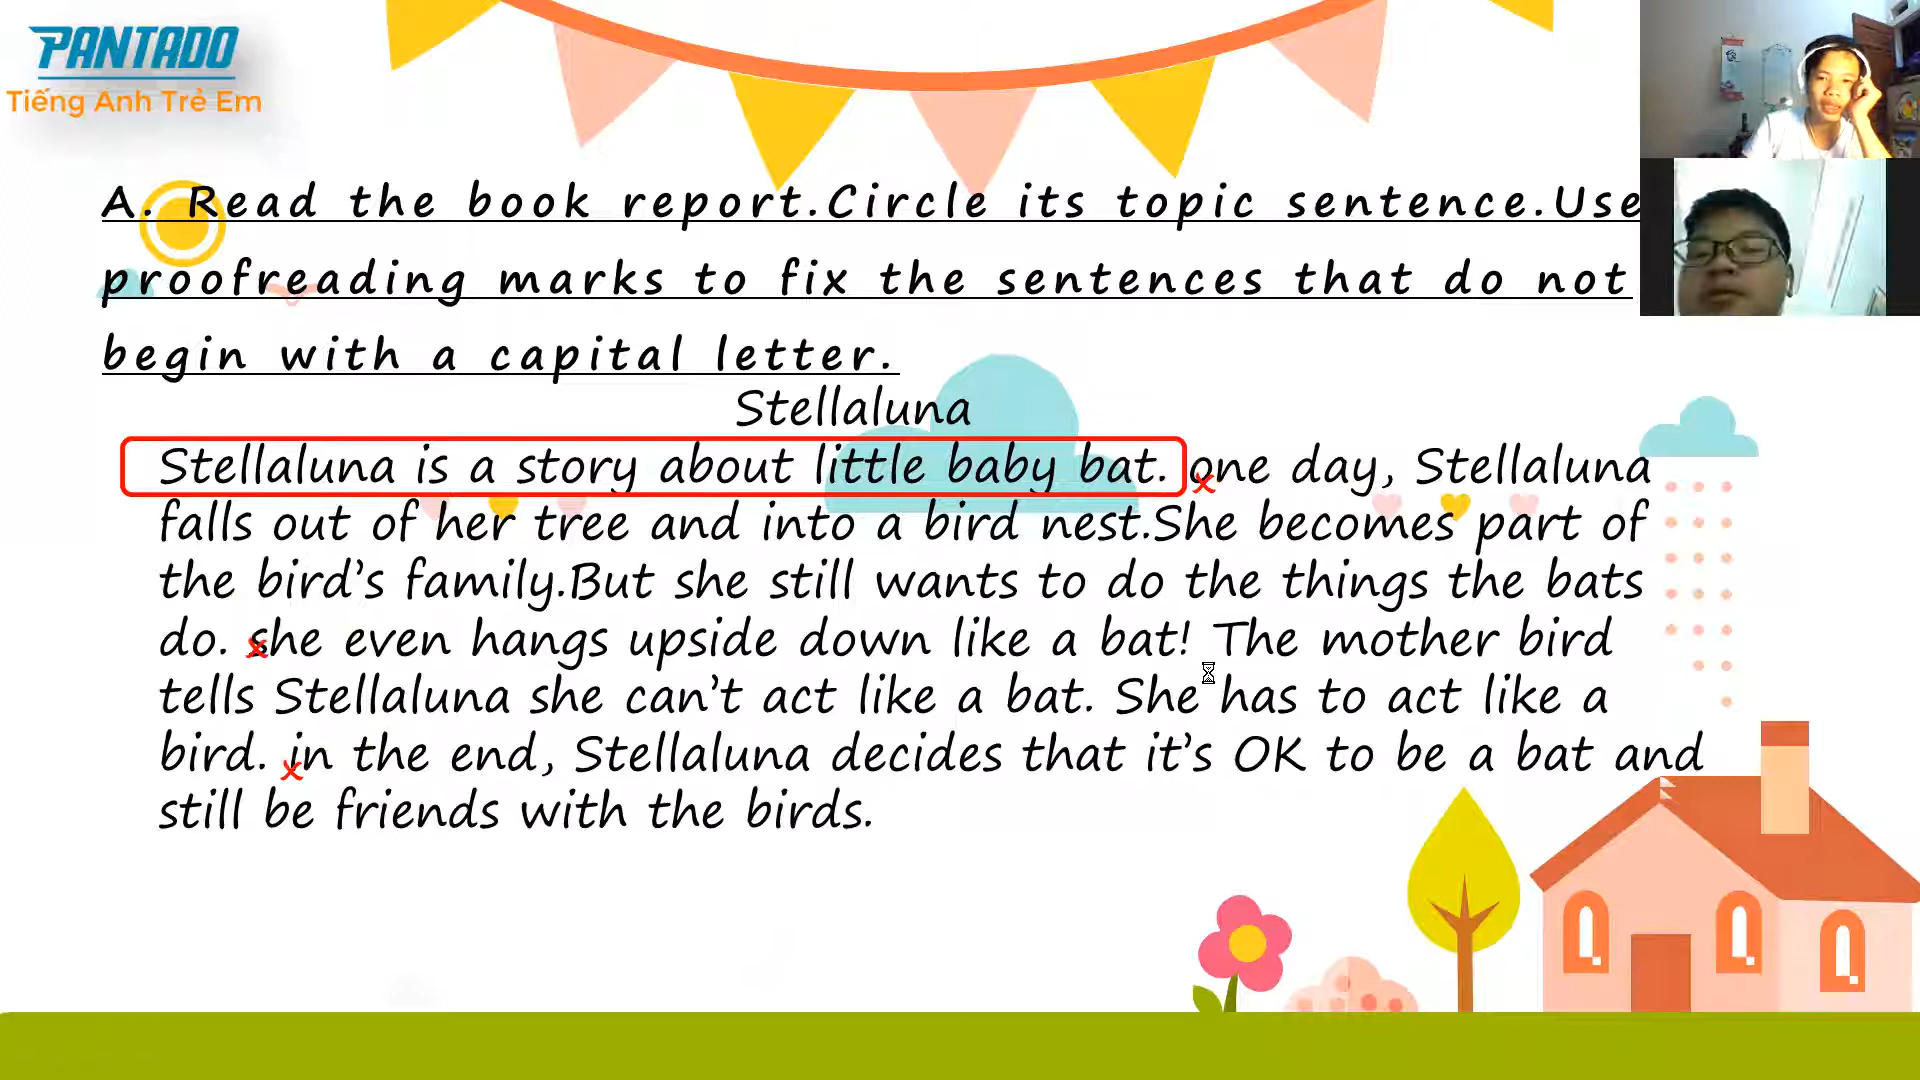 PANTADO
Tiếng Anh Trẻ Em
A. Read the book report.Circle its topic sentence.Use
proofreading marks to fix the sentences that do not
begin with a capital letter.
Stellaluna
Stellaluna is a story about little baby bat. one day, Stellaluna
falls out of her tree and into a bird nest.She becomes part of
the bird’s family.But she still wants to do the things the bats
do. she even hangs upside down like a bat! The mother bird
tells Stellaluna she can’t act like a bat. She has to act like a
bird. in the end, Stellaluna decides that it’s OK to be a bat and
still be friends with the birds.